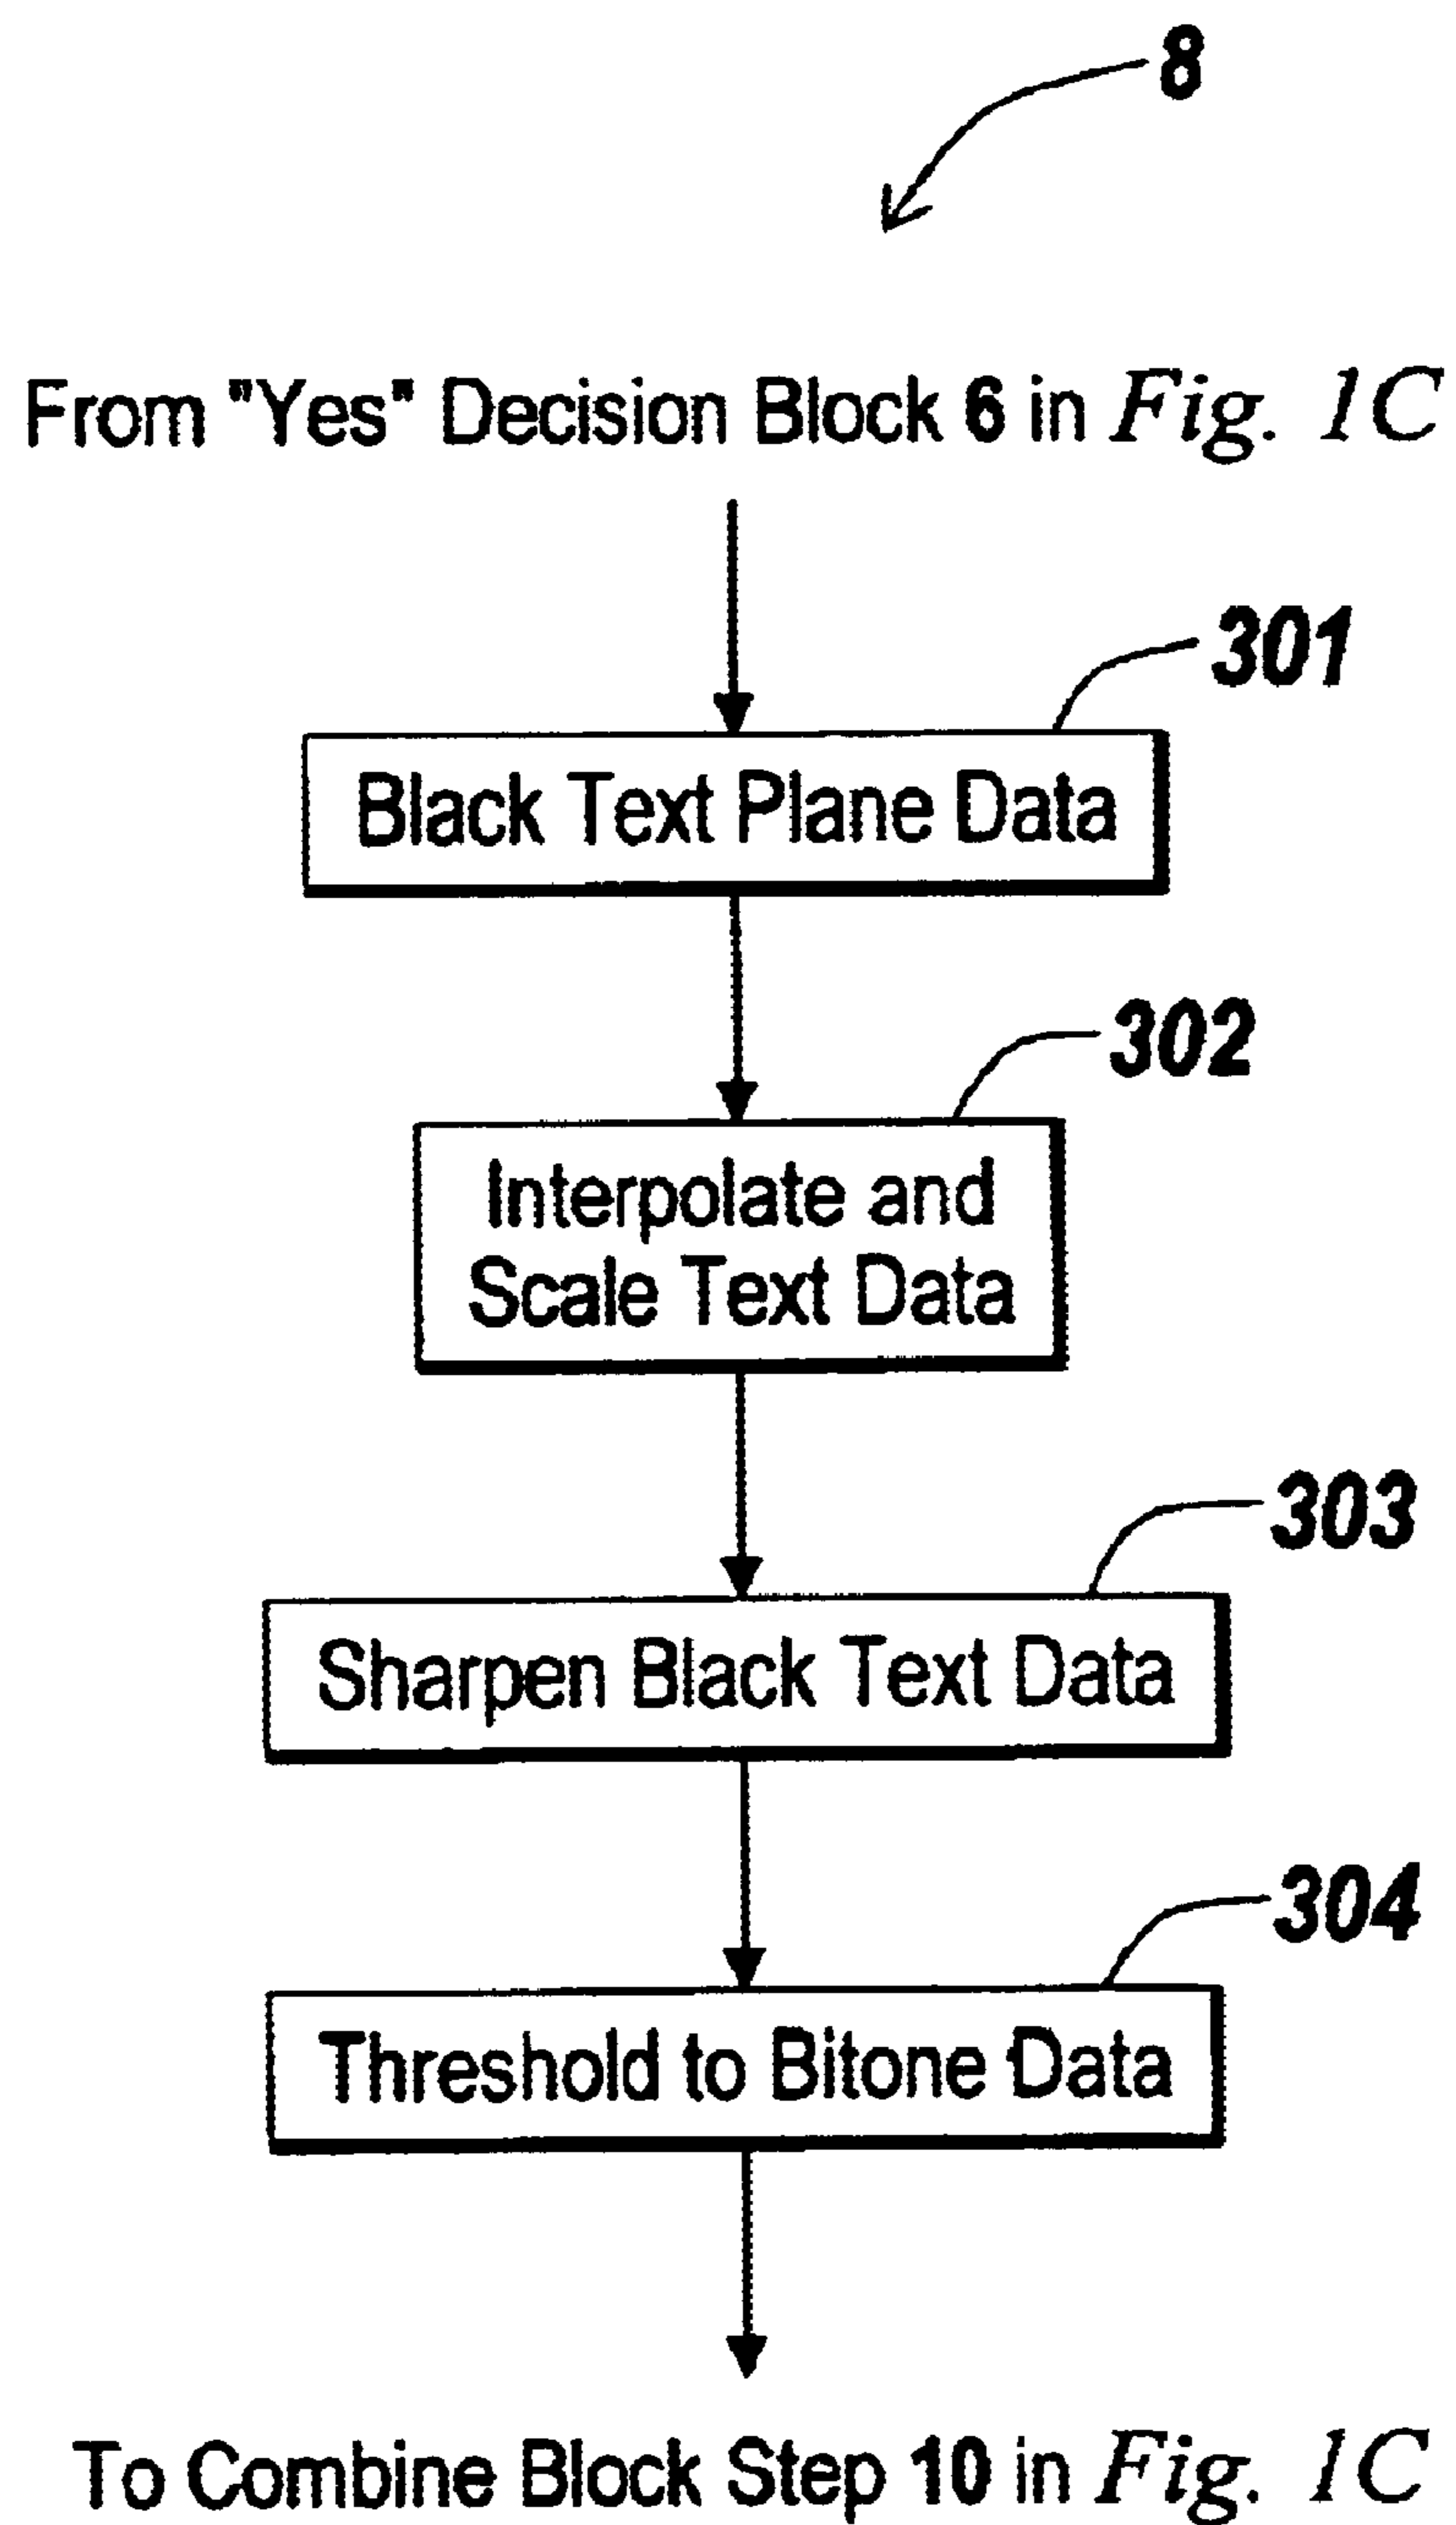 8
From "Yes" Decision Block 6 in Fig. 1C
301
Black Text Plane Data
302
Interpolate and
Scale Text Data
303
Sharpen Black Text Data
304
Threshold to Bitone Data
To Combine Block Step 10 in Fig. 1C